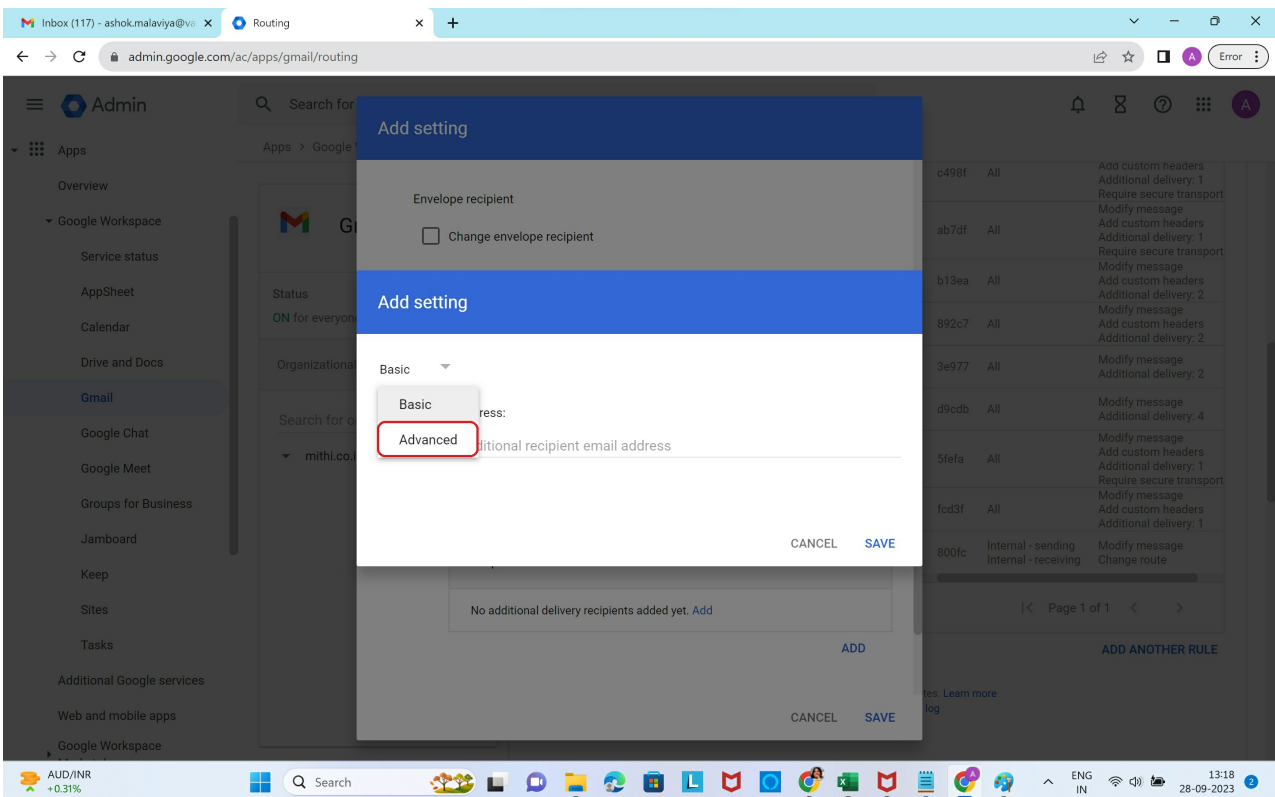 Inbox (117) - ashok.malaviya@va
Routing
admin.google.com/ac/apps/gmail/routing
A
Error
Admin
Search for
A
Add setting
Apps
Overview
Google Workspace
Service status
AppSheet
Calendar
Drive and Docs
Gmail
Google Chat
Google Meet
Groups for Business
Jamboard
Keep
Sites
Tasks
Additional Google services
Web and mobile apps
Google Workspace
Apps > Google
Status
ON for everyon
Organizational
Search for o
mithi.co.i
Envelope recipient
Change envelope recipient
Add setting
Basic
Basic
Advanced
ress:
ditional recipient email address
CANCEL SAVE
No additional delivery recipients added yet. Add
ADD
CANCEL SAVE
c498f All Add custom headers
Additional delivery: 1
Require secure transport
ab7df All Modify message
Add custom headers
Additional delivery: 1
Require secure transport
b13ea All Modify message
Add custom headers
Additional delivery: 2
892c7 All Modify message
Add custom headers
Additional delivery: 2
3e977 All Modify message
Additional delivery: 2
d9cdb All Modify message
Additional delivery: 4
5fefa All Modify message
Add custom headers
Additional delivery: 1
Require secure transport
fcd3f All Modify message
Add custom headers
Additional delivery: 1
800fc Internal - sending Modify message
Internal - receiving Change route
Page 1 of 1
ADD ANOTHER RULE
tes. Learn more
log
AUD/INR
+0.31%
Search
ENG
IN
13:18
28-09-2023
2